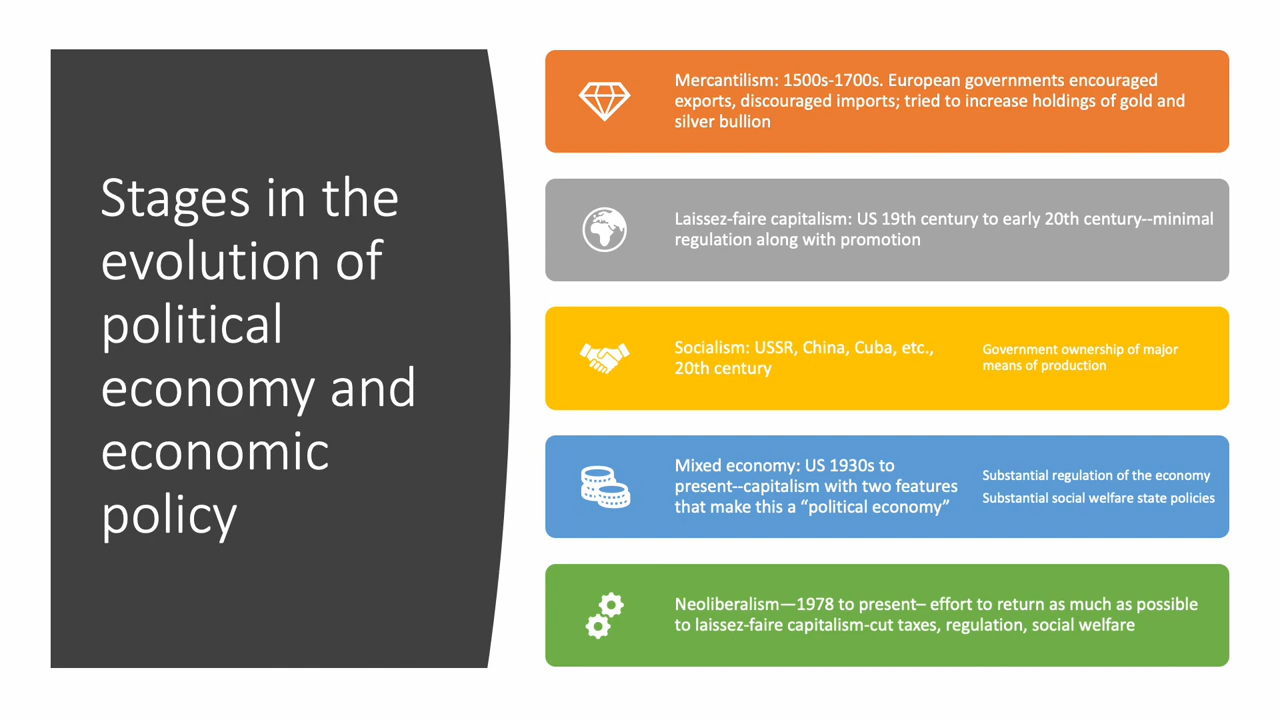 Stages in the
evolution of
political
economy and
economic
policy
Mercantilism: 1500s-1700s. European governments encouraged
exports, discouraged imports; tried to increase holdings of gold and
silver bullion
Laissez-faire capitalism: US 19th century to early 20th century--minimal
regulation along with promotion
Socialism: USSR, China, Cuba, etc.,
20th century
Government ownership of major
means of production
Mixed economy: US 1930s to
present--capitalism with two features
that make this a “political economy”
Substantial regulation of the economy
Substantial social welfare state policies
Neoliberalism—1978 to present– effort to return as much as possible
to laissez-faire capitalism-cut taxes, regulation, social welfare